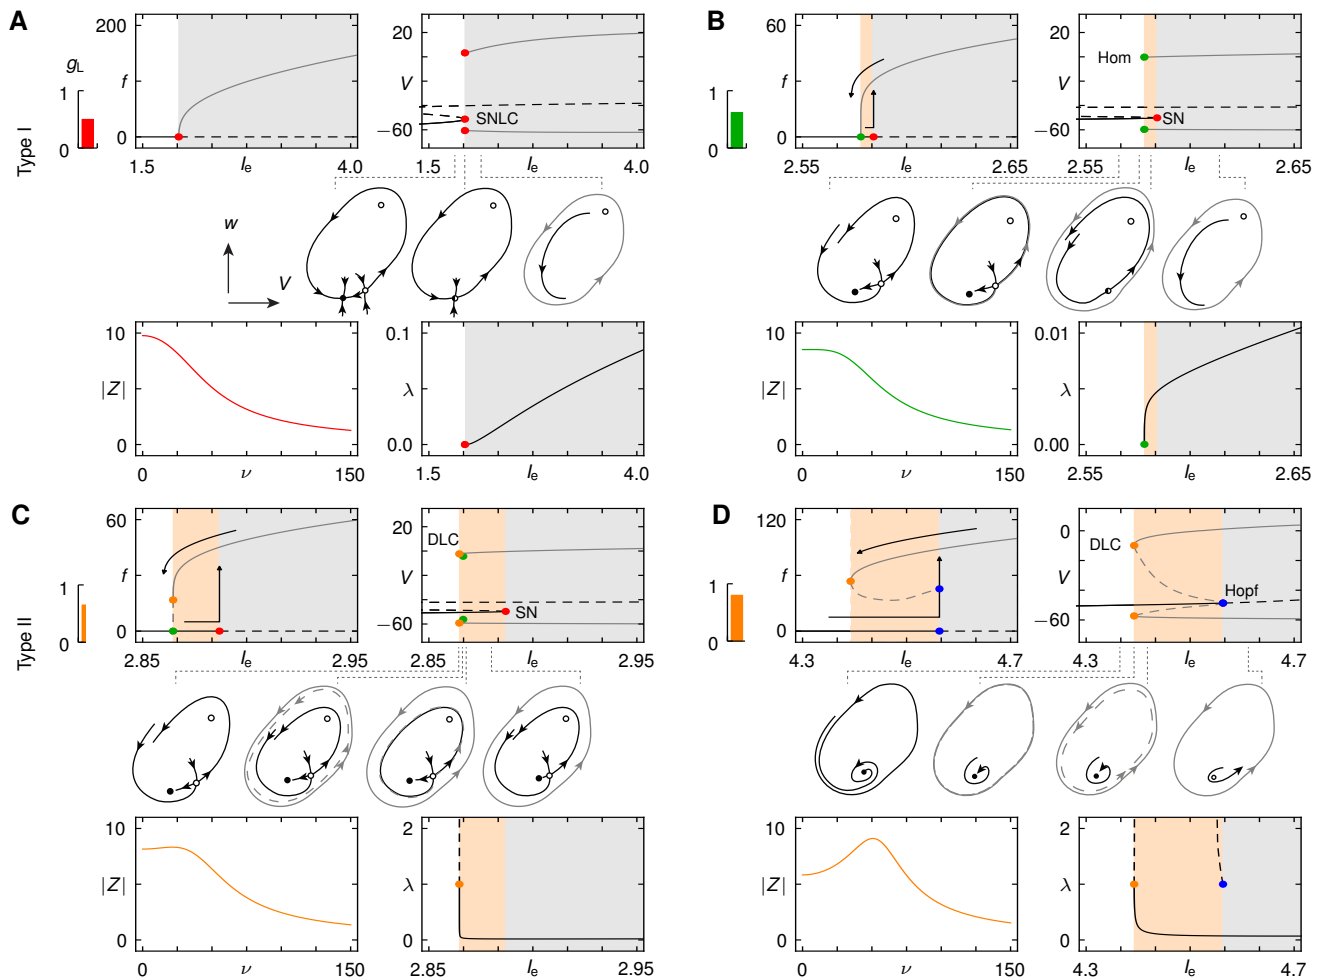 A
200
f
0
1.5
Ie
4.0
gL
1
0
Type I
20
V
−60
SNLC
1.5
Ie
4.0
w
V
10
|Z|
0
0
ν
150
0.1
λ
0.0
1.5
Ie
4.0
B
60
f
0
2.55
Ie
2.65
1
0
20
V
−60
Hom
SN
2.55
Ie
2.65
10
|Z|
0
0
ν
150
0.01
λ
0.00
2.55
Ie
2.65
C
60
f
0
2.85
Ie
2.95
1
0
Type II
20
V
−60
DLC
SN
2.85
Ie
2.95
10
|Z|
0
0
ν
150
2
λ
0
2.85
Ie
2.95
D
120
f
0
4.3
Ie
4.7
1
0
0
V
−60
DLC
Hopf
4.3
Ie
4.7
10
|Z|
0
0
ν
150
2
λ
0
4.3
Ie
4.7